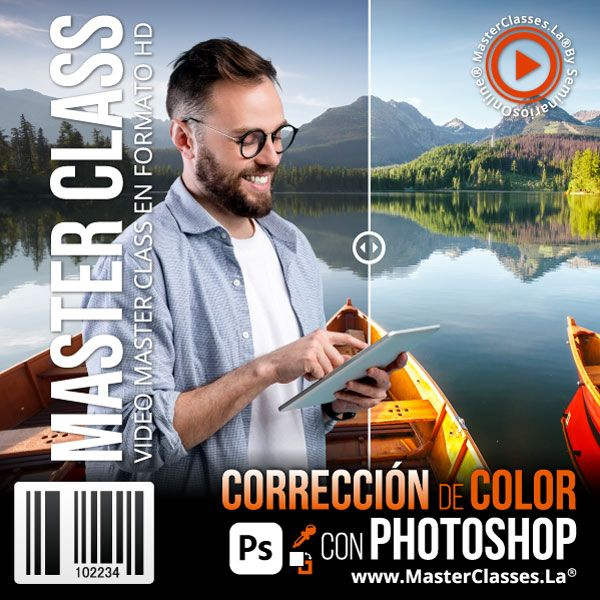 MASTER CLASS
VIDEO MASTER CLASS EN FORMATO HD
MasterClasses.La® By SeminariosOnline®
CORRECCIÓN DE COLOR
Ps CON PHOTOSHOP
www.MasterClasses.La®
102234